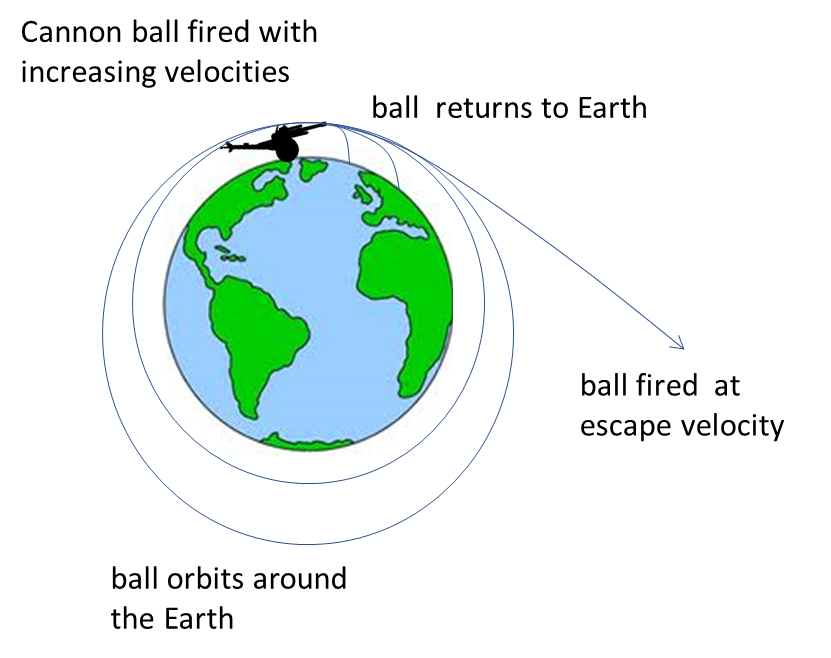 Cannon ball fired with
increasing velocities
ball returns to Earth
ball fired at
escape velocity
ball orbits around
the Earth